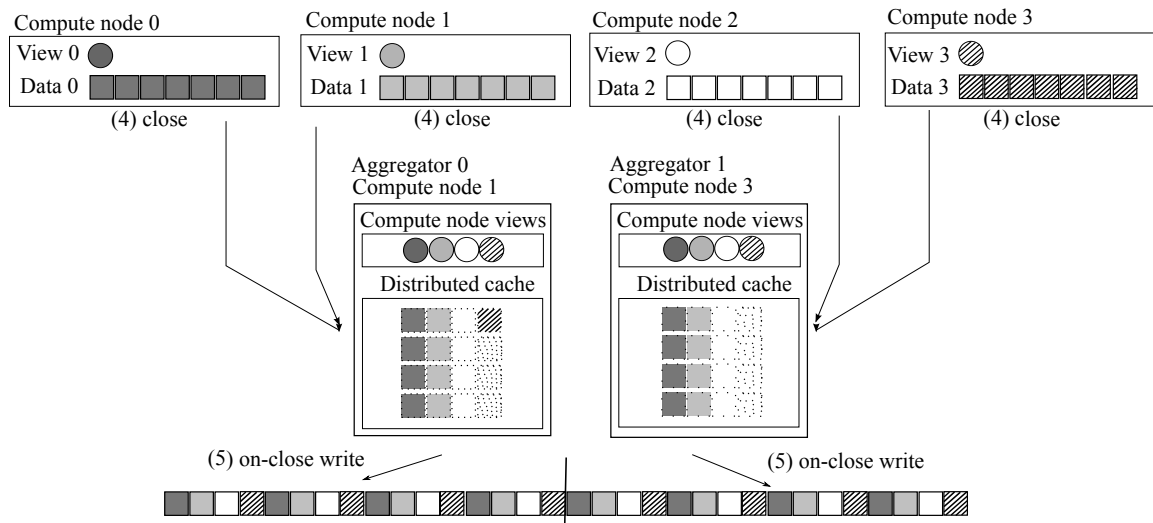 Compute node 0
View 0
Data 0
(4) close
Compute node 1
View 1
Data 1
(4) close
Compute node 2
View 2
Data 2
(4) close
Compute node 3
View 3
Data 3
(4) close
Aggregator 0
Compute node 1
Compute node views
Distributed cache
Aggregator 1
Compute node 3
Compute node views
Distributed cache
(5) on-close write
(5) on-close write